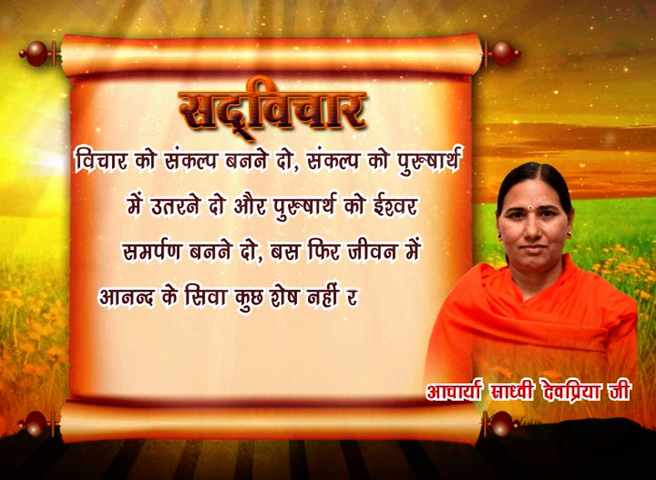 सद्विचार
विचार को संकल्प बनने दो, संकल्प को पुरूषार्थ
में उतरने दो और पुरूषार्थ को ईश्वर
समर्पण बनने दो, बस फिर जीवन में
आनन्द के सिवा कुछ शेष नहीं र
आचार्या साध्वी देवप्रिया जी